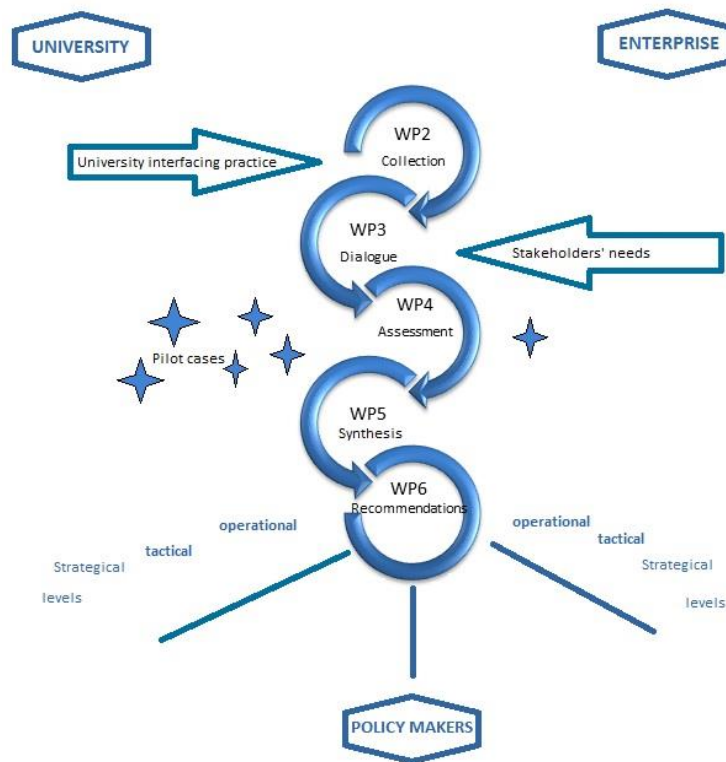 UNIVERSITY
ENTERPRISE
WP2
Collection
University interfacing practice
WP3
Dialogue
Stakeholders' needs
WP4
Assessment
Pilot cases
WP5
Synthesis
WP6
Recommendations
operational
tactical
Strategical
levels
operational
tactical
Strategical
levels
POLICY MAKERS